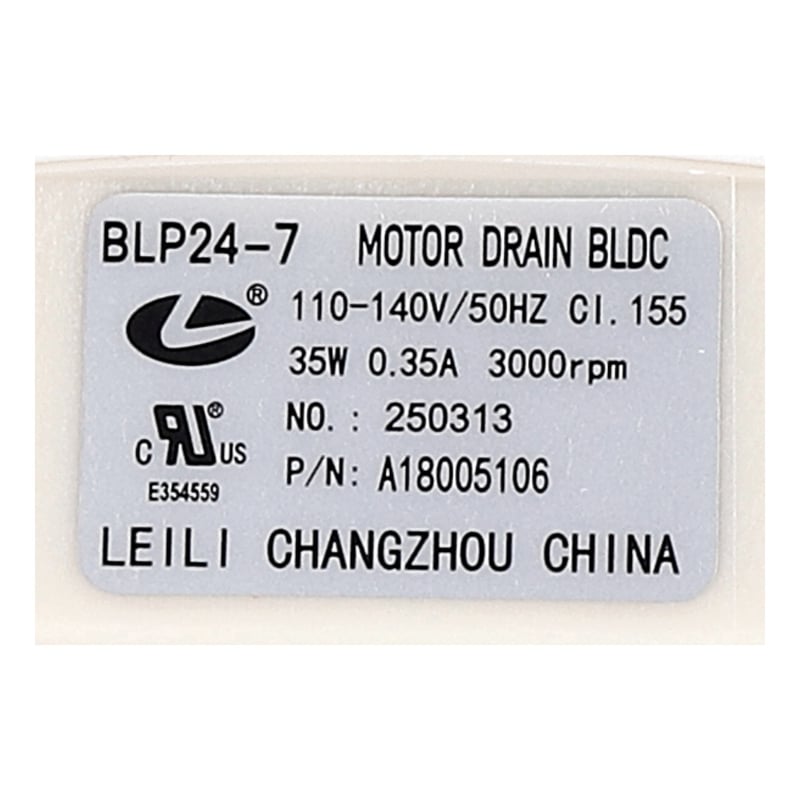 BLP24-7 MOTOR DRAIN BLDC
®
110-140V/50HZ Cl. 155
35W 0.35A 3000rpm
NO.: 250313
c RU ® US
E354559
P/N: A18005106
LEILI CHANGZHOU CHINA